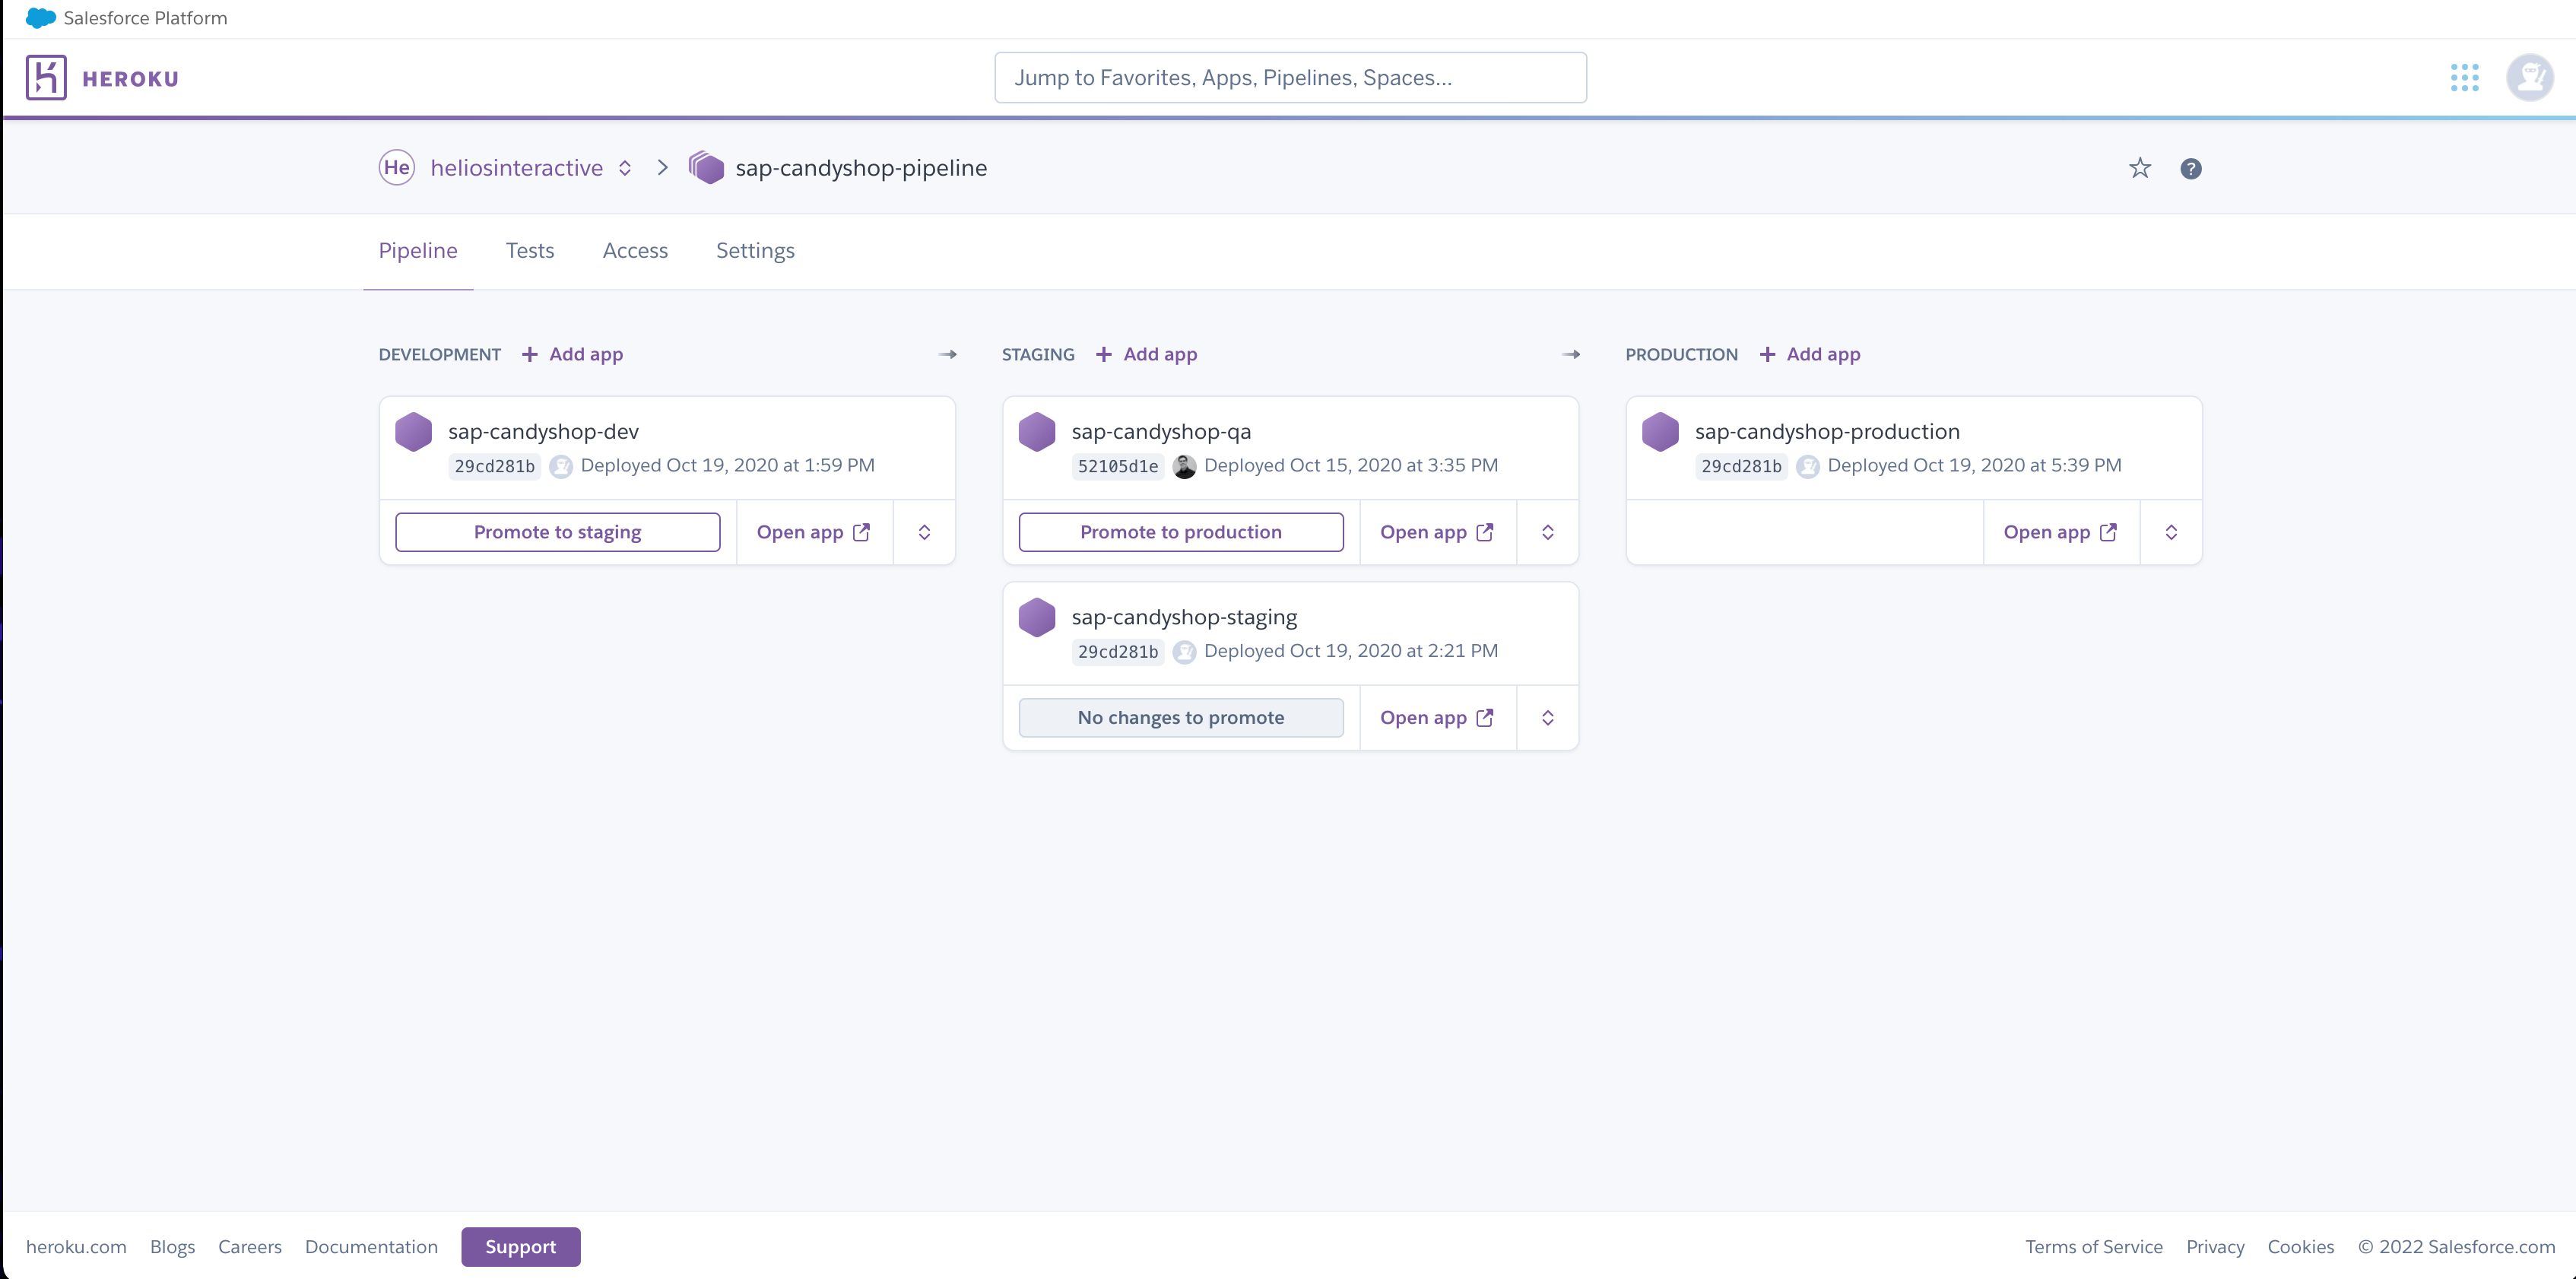 Salesforce Platform
HEROKU
Jump to Favorites, Apps, Pipelines, Spaces...
He heliosinteractive > sap-candyshop-pipeline
?
Pipeline Tests Access Settings
DEVELOPMENT + Add app
sap-candyshop-dev
29cd281b Deployed Oct 19, 2020 at 1:59 PM
Promote to staging Open app
STAGING + Add app
sap-candyshop-qa
52105d1e Deployed Oct 15, 2020 at 3:35 PM
Promote to production Open app
sap-candyshop-staging
29cd281b Deployed Oct 19, 2020 at 2:21 PM
No changes to promote Open app
PRODUCTION + Add app
sap-candyshop-production
29cd281b Deployed Oct 19, 2020 at 5:39 PM
Open app
heroku.com Blogs Careers Documentation Support
Terms of Service Privacy Cookies © 2022 Salesforce.com